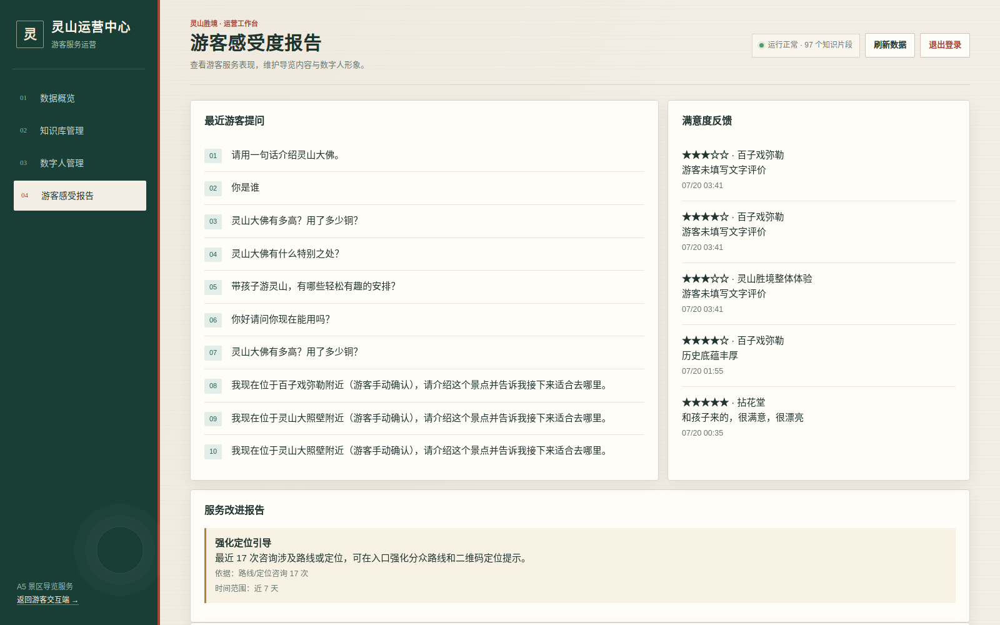 灵
灵山运营中心
游客服务运营
01 数据概览
02 知识库管理
03 数字人管理
04 游客感受报告
A5 景区导览服务
返回游客交互端 →
灵山胜境 · 运营工作台
游客感受度报告
查看游客服务表现，维护导览内容与数字人形象。
运行正常 · 97 个知识片段
刷新数据
退出登录
最近游客提问
01 请用一句话介绍灵山大佛。
02 你是谁
03 灵山大佛有多高？用了多少铜？
04 灵山大佛有什么特别之处？
05 带孩子游灵山，有哪些轻松有趣的安排？
06 你好请问你现在能用吗？
07 灵山大佛有多高？用了多少铜？
08 我现在位于百子戏弥勒附近（游客手动确认），请介绍这个景点并告诉我接下来适合去哪里。
09 我现在位于灵山大照壁附近（游客手动确认），请介绍这个景点并告诉我接下来适合去哪里。
10 我现在位于灵山大照壁附近（游客手动确认），请介绍这个景点并告诉我接下来适合去哪里。
满意度反馈
★★★☆☆ · 百子戏弥勒
游客未填写文字评价
07/20 03:41
★★★★☆ · 百子戏弥勒
游客未填写文字评价
07/20 03:41
★★★☆☆ · 灵山胜境整体体验
游客未填写文字评价
07/20 03:41
★★★★☆ · 百子戏弥勒
历史底蕴丰厚
07/20 01:55
★★★★★ · 拈花堂
和孩子来的，很满意，很漂亮
07/20 00:35
服务改进报告
强化定位引导
最近 17 次咨询涉及路线或定位，可在入口强化分众路线和二维码定位提示。
依据：路线/定位咨询 17 次
时间范围：近 7 天